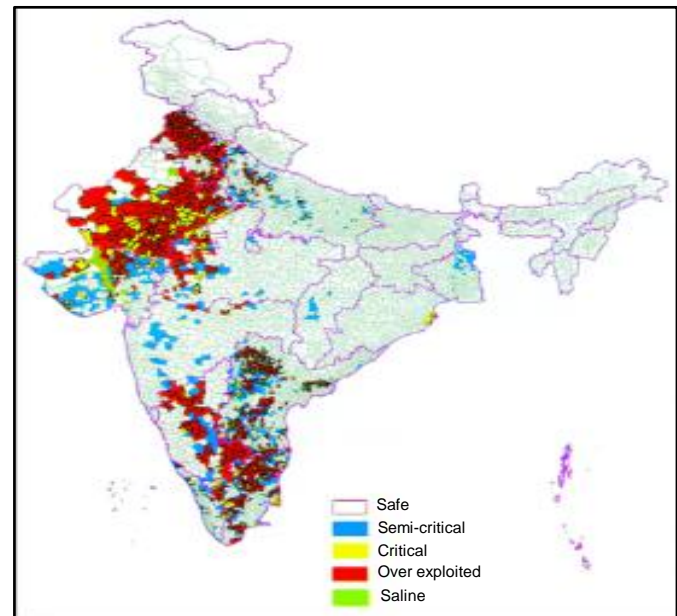 Safe
Semi-critical
Critical
Over exploited
Saline